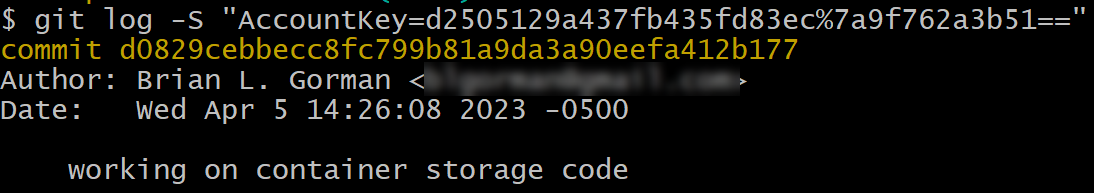 $ git log -S "AccountKey=d2505129a437fb435fd83ec%7a9f762a3b51=="
commit d0829cebbecc8fc799b81a9da3a90eefa412b177
Author: Brian L. Gorman < >
Date:   Wed Apr 5 14:26:08 2023 -0500
working on container storage code